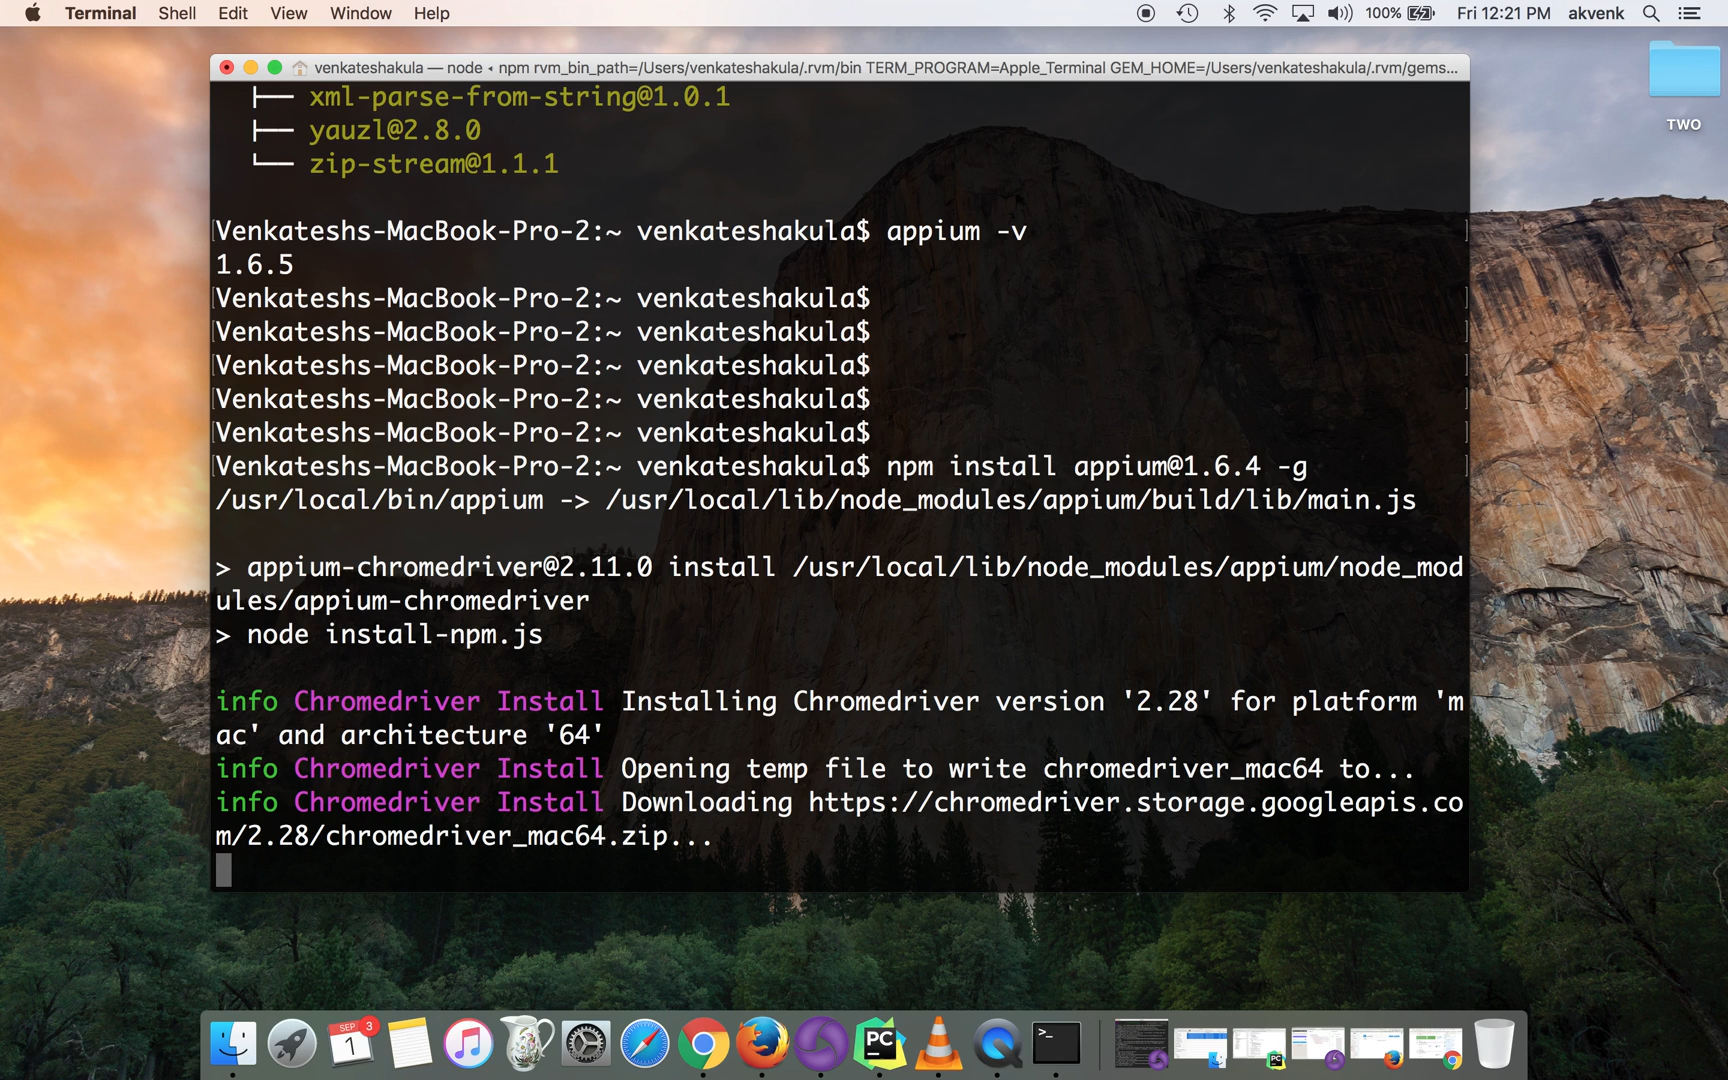 Terminal Shell Edit View Window Help 100% Fri 12:21 PM akvenk
venkateshakula — node ◂ npm rvm_bin_path=/Users/venkateshakula/.rvm/bin TERM_PROGRAM=Apple_Terminal GEM_HOME=/Users/venkateshakula/.rvm/gems...
TWO
├── xml-parse-from-string@1.0.1
├── yauzl@2.8.0
└── zip-stream@1.1.1
Venkateshs-MacBook-Pro-2:~ venkateshakula$ appium -v
1.6.5
Venkateshs-MacBook-Pro-2:~ venkateshakula$
Venkateshs-MacBook-Pro-2:~ venkateshakula$
Venkateshs-MacBook-Pro-2:~ venkateshakula$
Venkateshs-MacBook-Pro-2:~ venkateshakula$
Venkateshs-MacBook-Pro-2:~ venkateshakula$
Venkateshs-MacBook-Pro-2:~ venkateshakula$ npm install appium@1.6.4 -g
/usr/local/bin/appium -> /usr/local/lib/node_modules/appium/build/lib/main.js
> appium-chromedriver@2.11.0 install /usr/local/lib/node_modules/appium/node_mod
ules/appium-chromedriver
> node install-npm.js
info Chromedriver Install Installing Chromedriver version '2.28' for platform 'm
ac' and architecture '64'
info Chromedriver Install Opening temp file to write chromedriver_mac64 to...
info Chromedriver Install Downloading https://chromedriver.storage.googleapis.co
m/2.28/chromedriver_mac64.zip...
SEP 3
1
PC
>_
PC